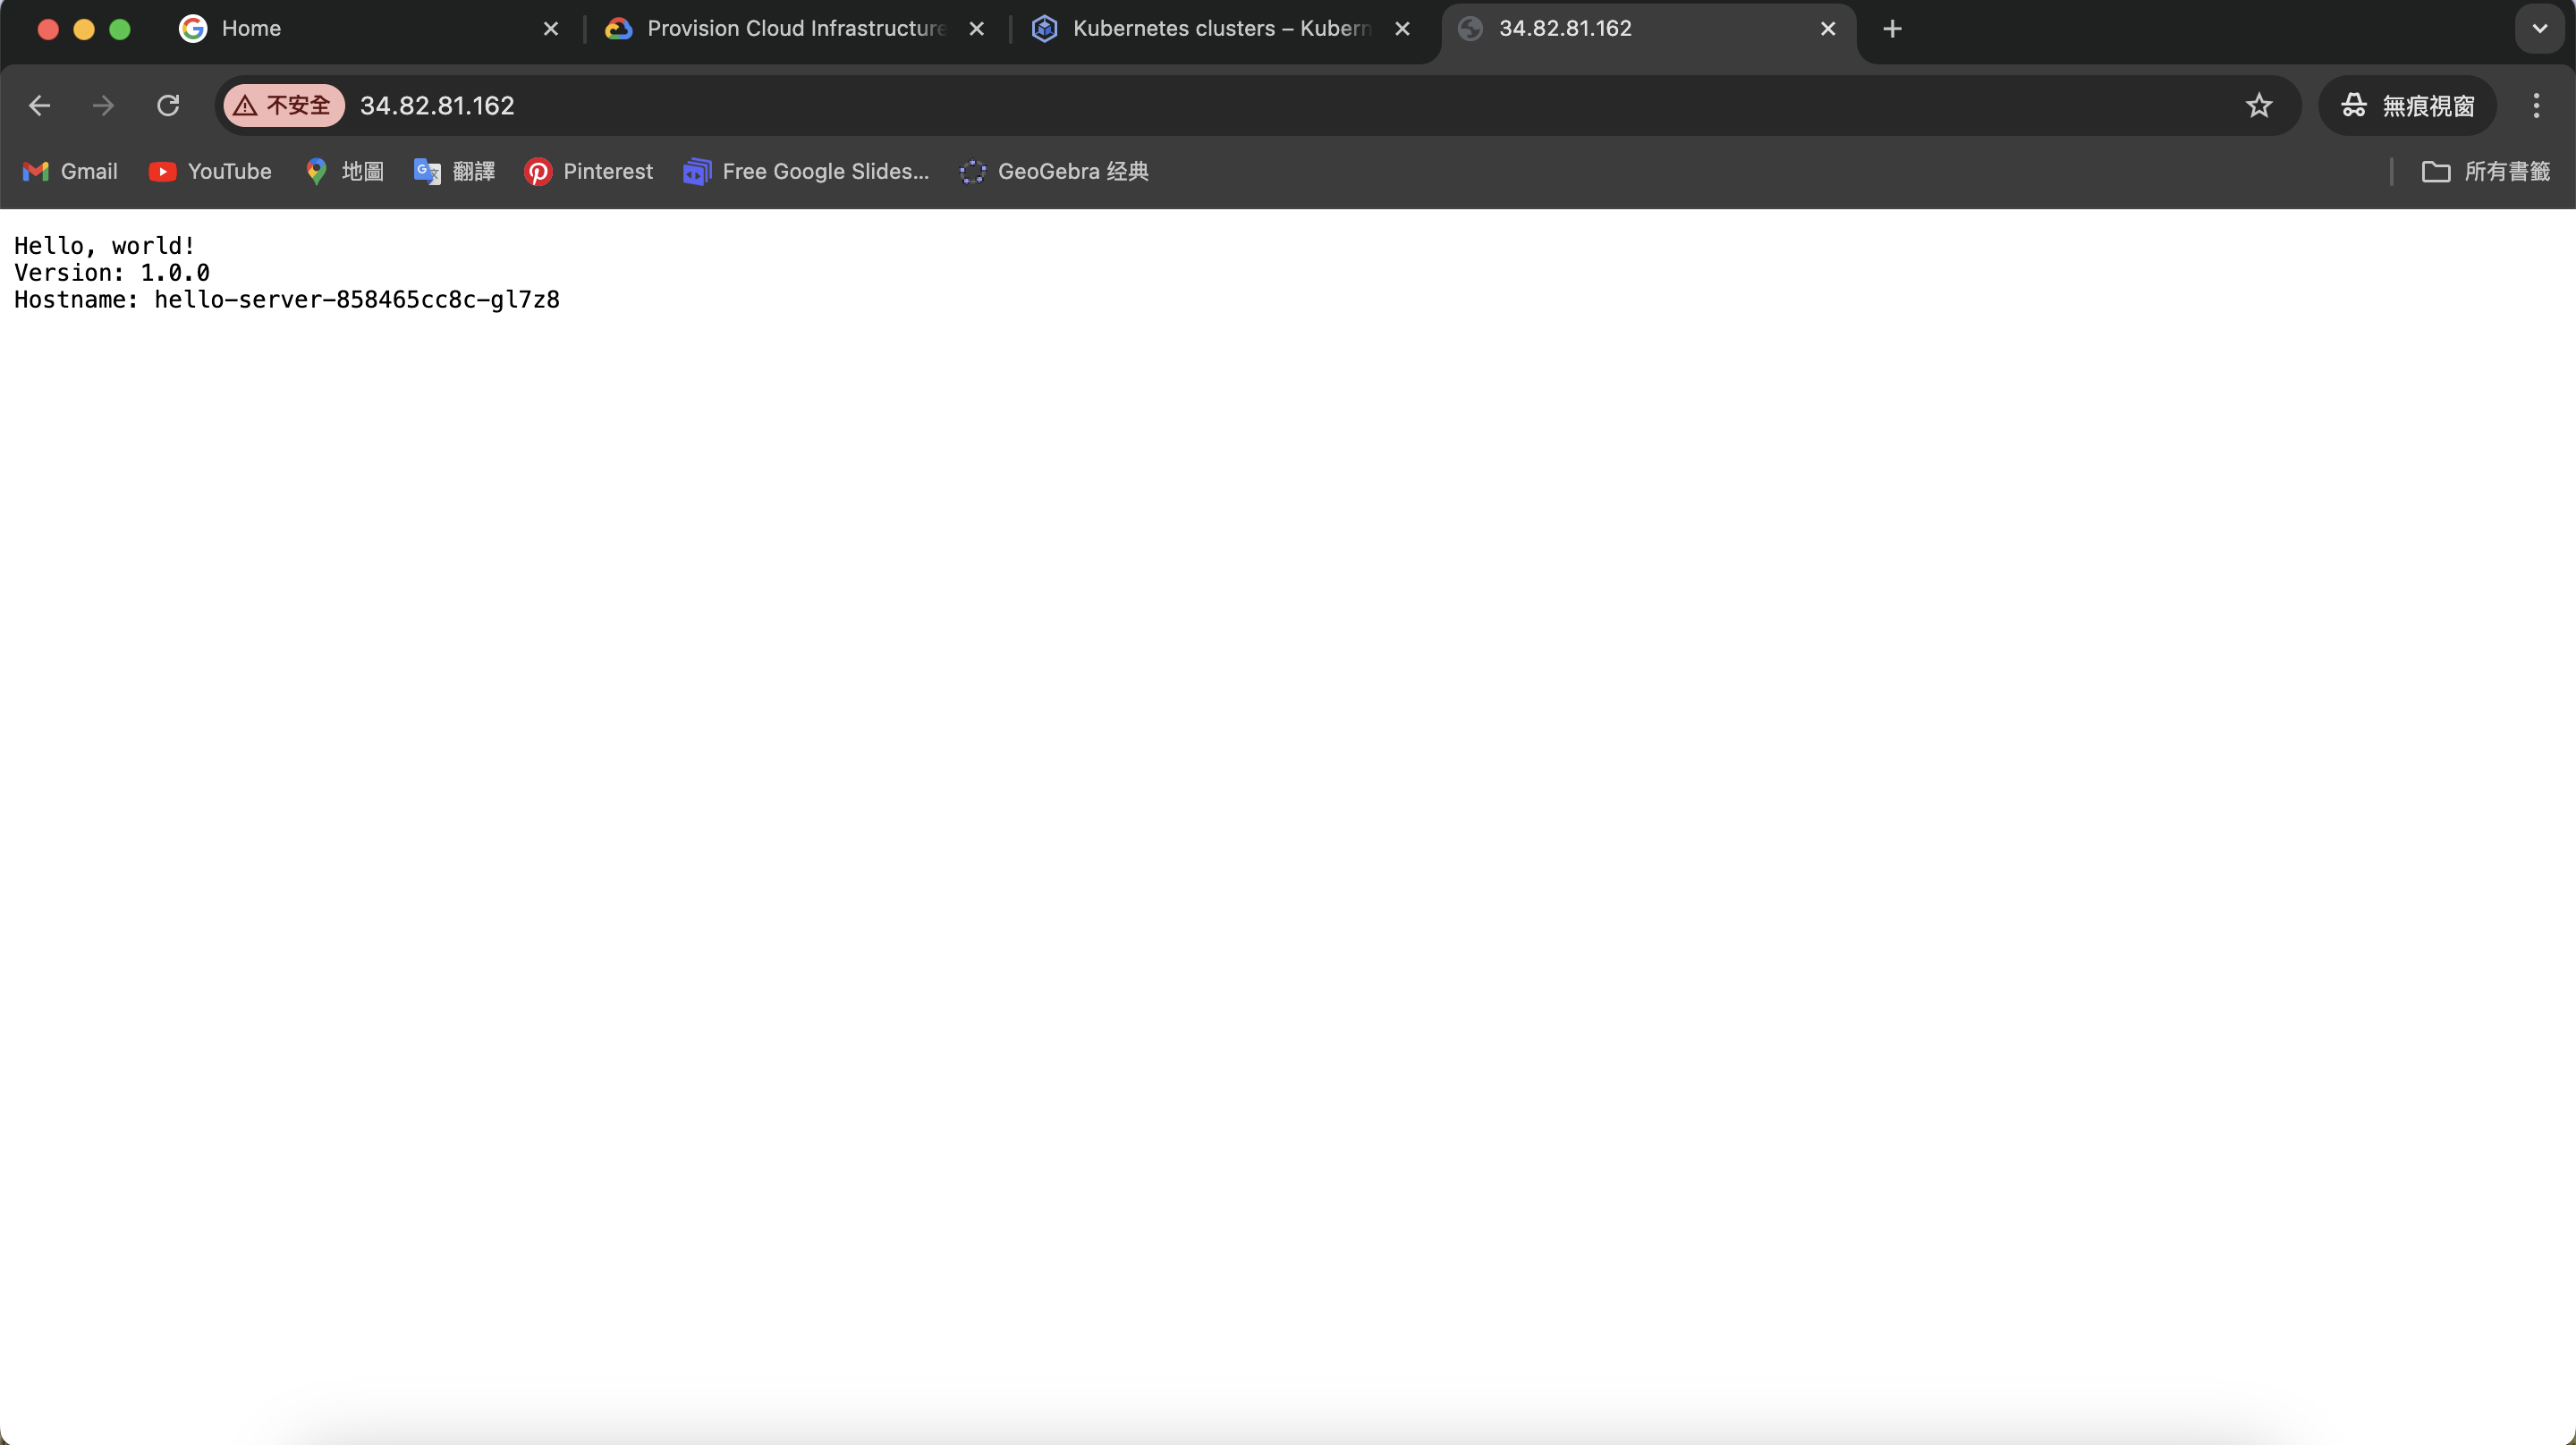 Home
Provision Cloud Infrastructure
Kubernetes clusters – Kubern
34.82.81.162
不安全
34.82.81.162
無痕視窗
Gmail
YouTube
地圖
翻譯
Pinterest
Free Google Slides...
GeoGebra 经典
所有書籤
Hello, world!
Version: 1.0.0
Hostname: hello-server-858465cc8c-gl7z8